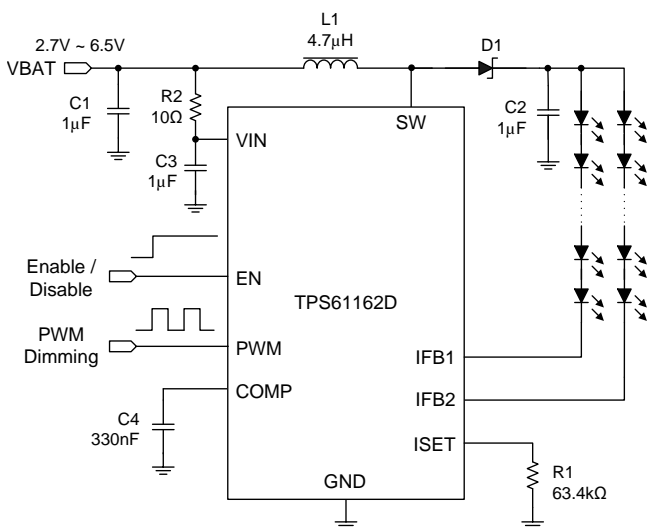 L1
4.7µH
D1
2.7V ~ 6.5V
VBAT
C1
1µF
R2
10Ω
C2
1µF
VIN
SW
C3
1µF
Enable /
Disable
EN
TPS61162D
PWM
Dimming
PWM
IFB1
COMP
IFB2
C4
330nF
ISET
GND
R1
63.4kΩ